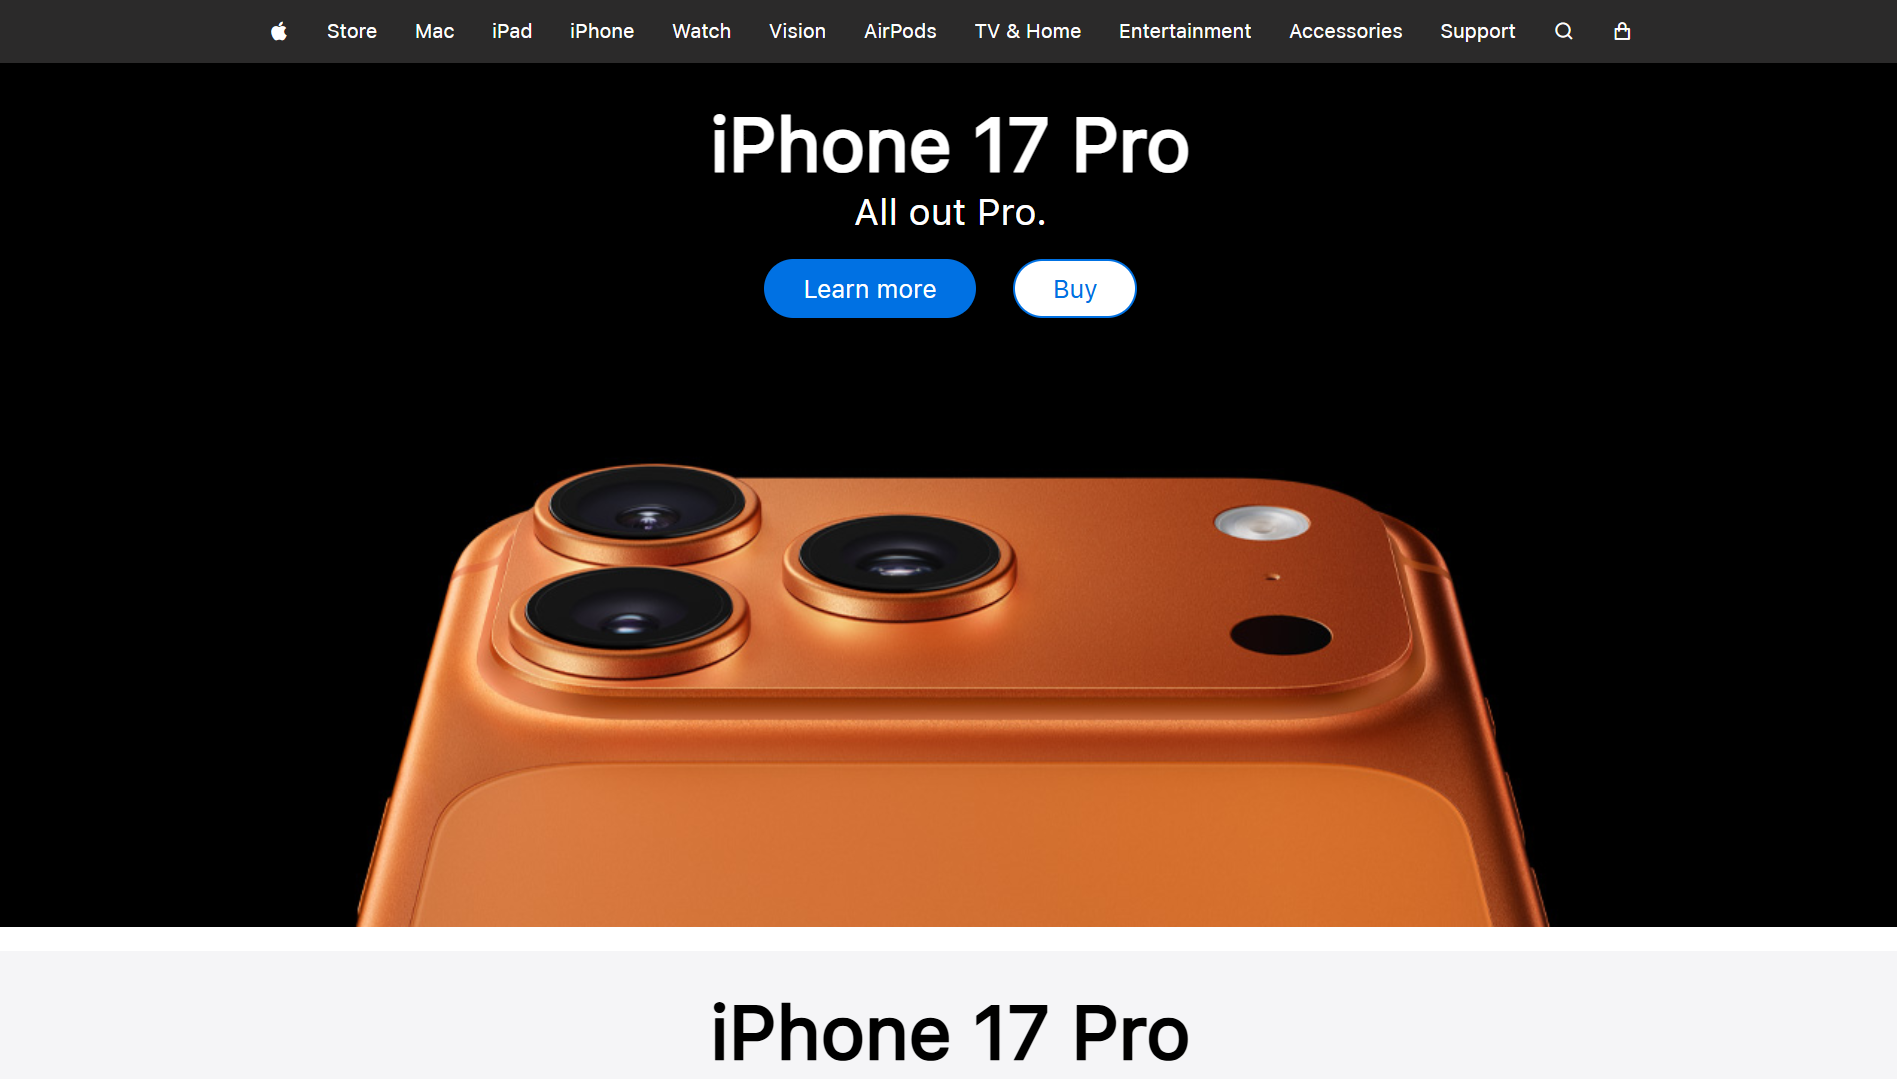 Store Mac iPad iPhone Watch Vision AirPods TV & Home Entertainment Accessories Support
iPhone 17 Pro
All out Pro.
Learn more Buy
iPhone 17 Pro